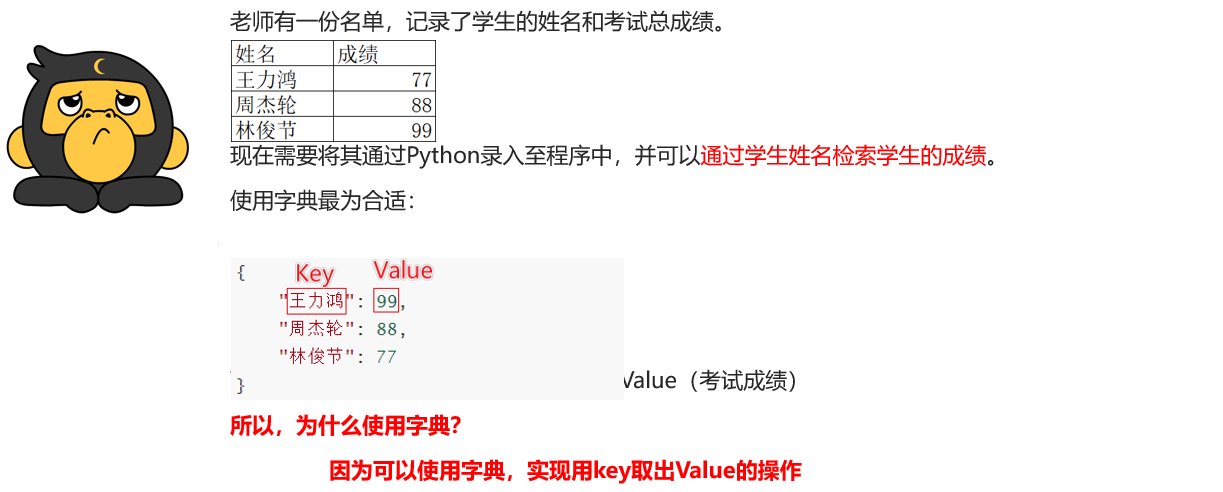 老师有一份名单，记录了学生的姓名和考试总成绩。
姓名 成绩
王力鸿 77
周杰轮 88
林俊节 99
现在需要将其通过Python录入至程序中，并可以通过学生姓名检索学生的成绩。
使用字典最为合适：
{ Key Value
"王力鸿": 99,
"周杰轮": 88,
"林俊节": 77
}
Value（考试成绩）
所以，为什么使用字典?
因为可以使用字典，实现用key取出Value的操作